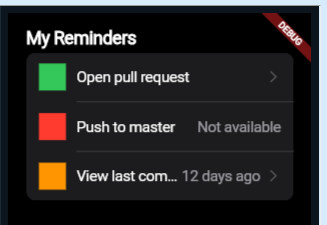 DEBUG
My Reminders
Open pull request
Push to master Not available
View last com... 12 days ago